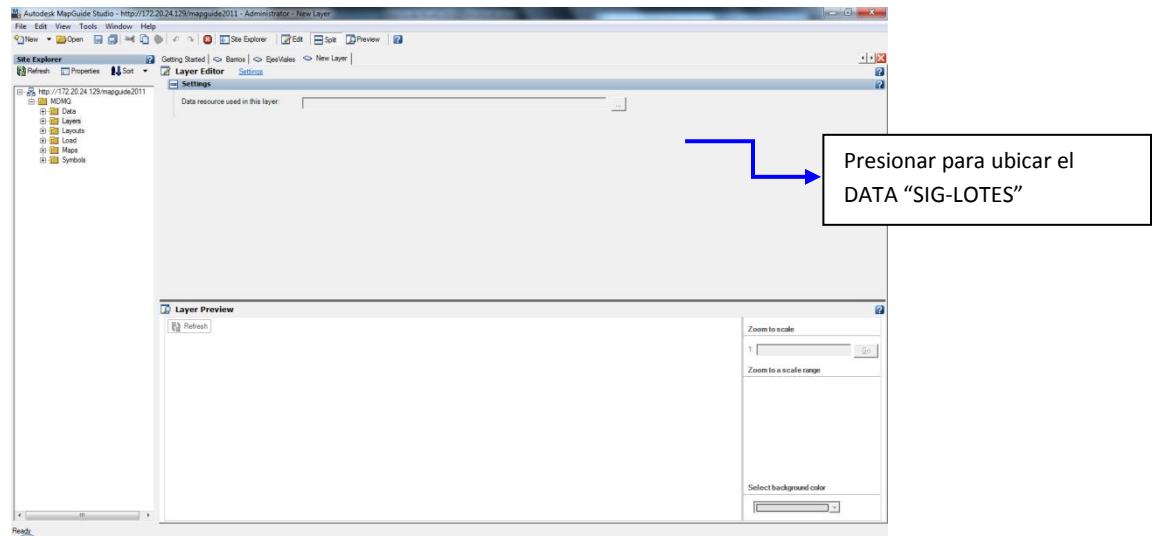 Autodesk MapGuide Studio - http://172.20.24.129/mapguide2011 - Administrator - New Layer
File Edit View Tools Window Help
New Open Site Explorer Edit Split Preview
Site Explorer
Getting Started Barrios EjesViales New Layer
Refresh Properties Sort
Layer Editor Settings
Settings
http://172.20.24.129/mapguide2011
MDMQ
Data
Layers
Layouts
Load
Maps
Symbols
Data resource used in this layer:
...
Presionar para ubicar el
DATA “SIG-LOTES”
Layer Preview
Refresh
Zoom to scale
1: Go
Zoom to a scale range
Select background color
Ready